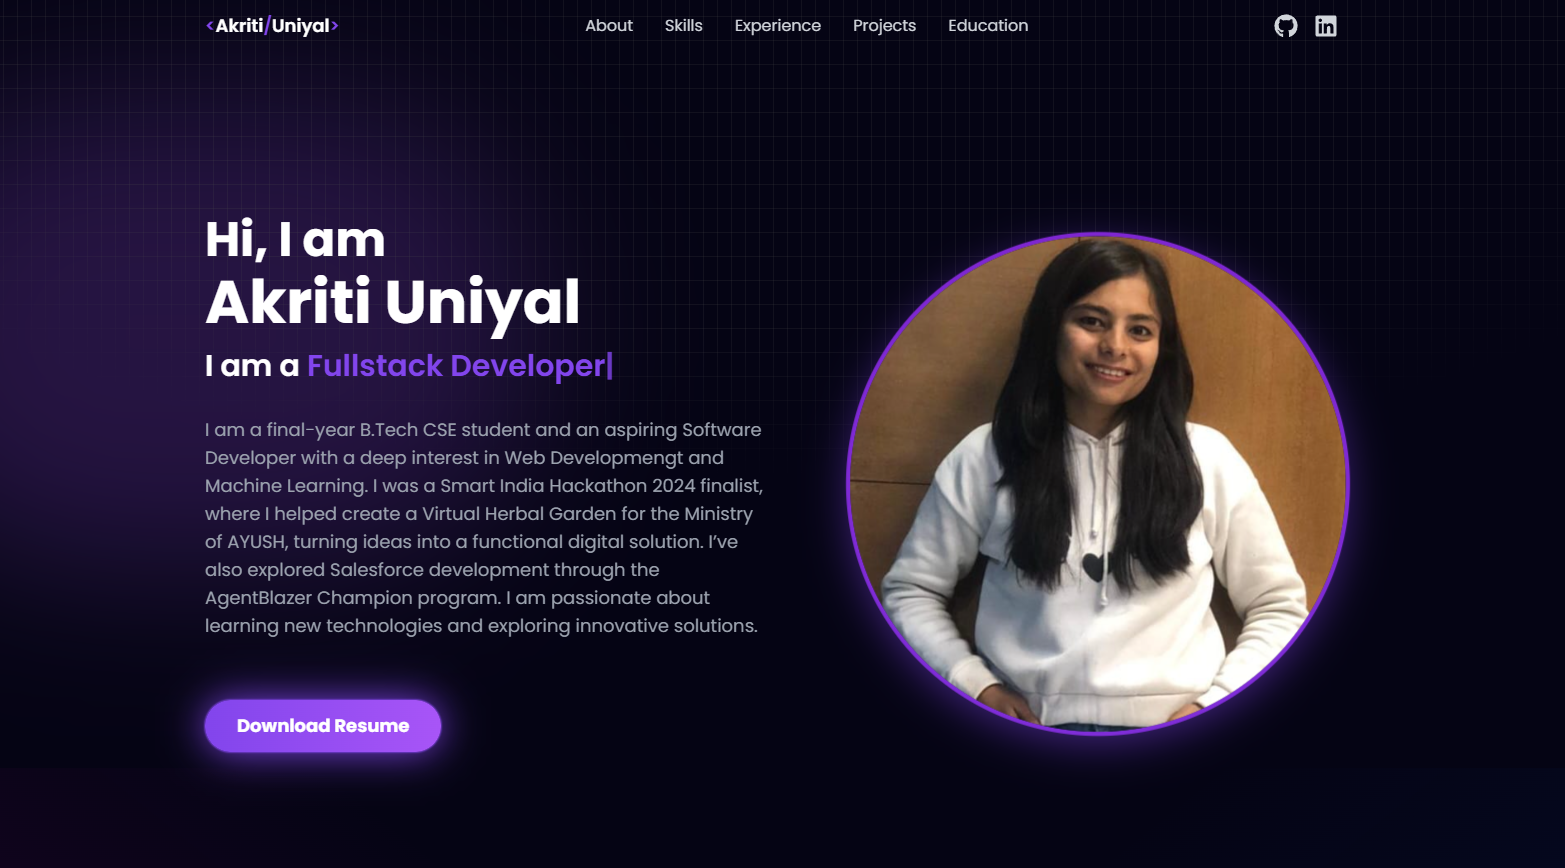 <Akriti/Uniyal>
About
Skills
Experience
Projects
Education
Hi, I am
Akriti Uniyal
I am a Fullstack Developer|
I am a final-year B.Tech CSE student and an aspiring Software
Developer with a deep interest in Web Developmengt and
Machine Learning. I was a Smart India Hackathon 2024 finalist,
where I helped create a Virtual Herbal Garden for the Ministry
of AYUSH, turning ideas into a functional digital solution. I’ve
also explored Salesforce development through the
AgentBlazer Champion program. I am passionate about
learning new technologies and exploring innovative solutions.
Download Resume